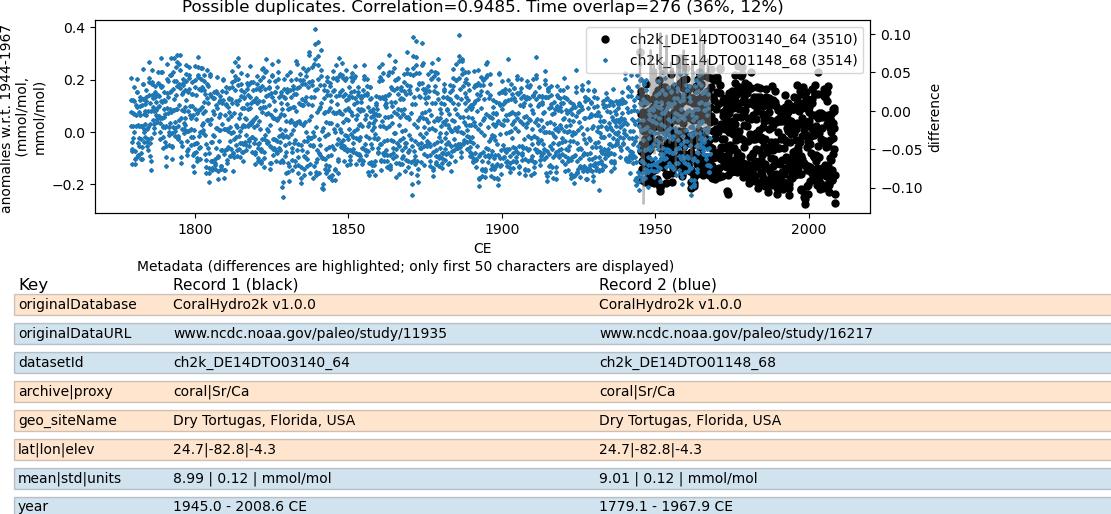 Possible duplicates. Correlation=0.9485. Time overlap=276 (36%, 12%)
anomalies w.r.t. 1944-1967
(mmol/mol,
mmol/mol)
0.4
0.2
0.0
−0.2
ch2k_DE14DTO03140_64 (3510)
ch2k_DE14DTO01148_68 (3514)
0.10
0.05
0.00
−0.05
−0.10
difference
1800
1850
1900
1950
2000
CE
Metadata (differences are highlighted; only first 50 characters are displayed)
Key Record 1 (black) Record 2 (blue)
originalDatabase CoralHydro2k v1.0.0 CoralHydro2k v1.0.0
originalDataURL www.ncdc.noaa.gov/paleo/study/11935 www.ncdc.noaa.gov/paleo/study/16217
datasetId ch2k_DE14DTO03140_64 ch2k_DE14DTO01148_68
archive|proxy coral|Sr/Ca coral|Sr/Ca
geo_siteName Dry Tortugas, Florida, USA Dry Tortugas, Florida, USA
lat|lon|elev 24.7|-82.8|-4.3 24.7|-82.8|-4.3
mean|std|units 8.99 | 0.12 | mmol/mol 9.01 | 0.12 | mmol/mol
year 1945.0 - 2008.6 CE 1779.1 - 1967.9 CE